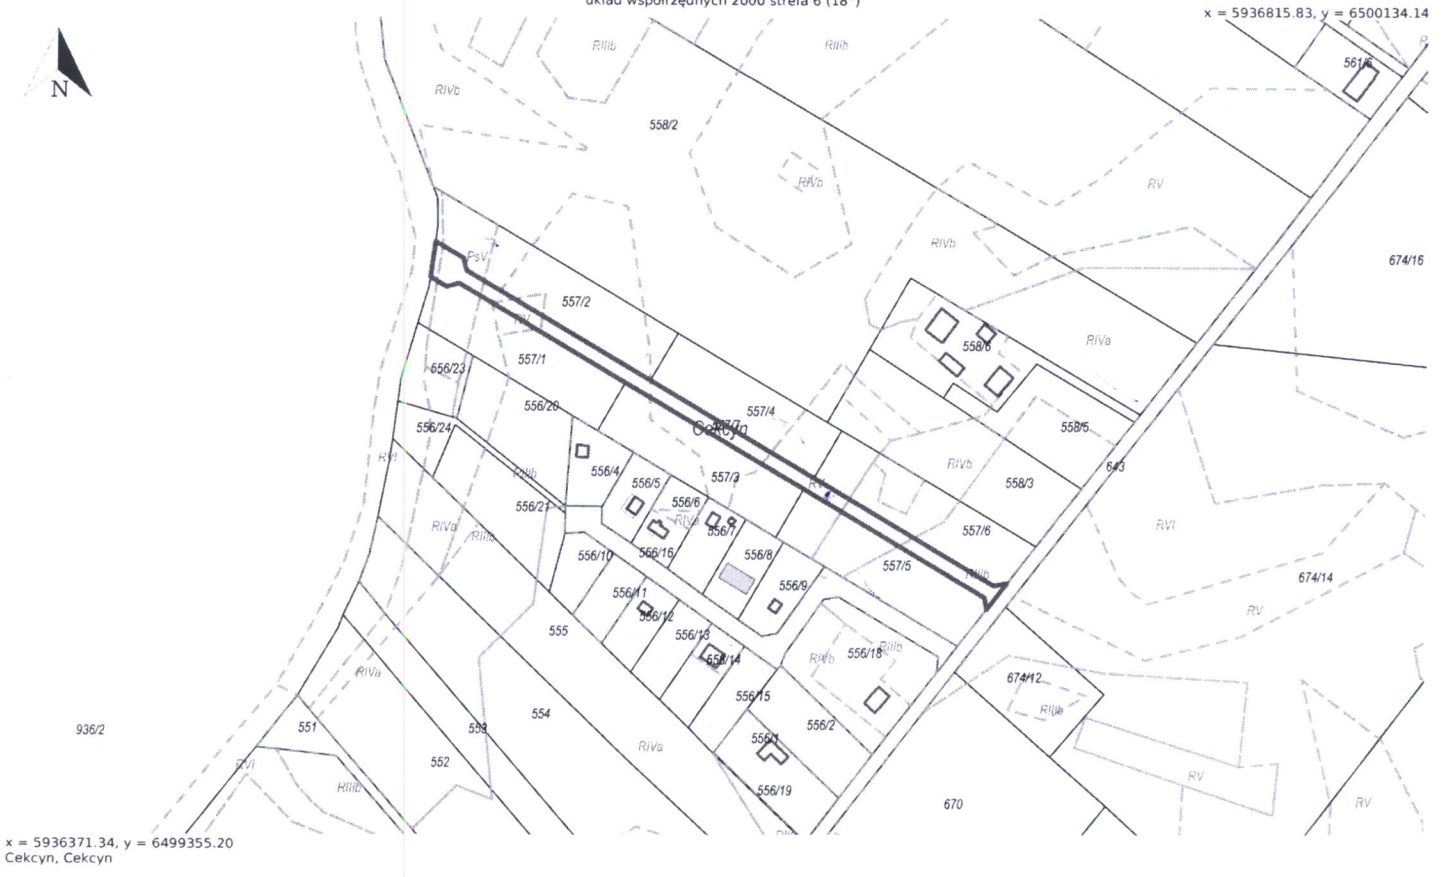 układ współrzędnych 2000 strefa 6 (18°)
x = 5936815.83, y = 6500134.14
N
RIIIb
RIIIb
561/6
RIVb
558/2
RIVb
RV
RIVb
674/16
PsV
557/2
RV
558/6
RIVa
557/1
556/23
556/20
557/4
Cekcyn
558/5
556/24
RVI
RIIIb
556/4
557/3
RIVb
643
556/5
558/3
556/6
556/21
RIVa
RIIIb
RIVa
556/7
557/6
RVI
556/10
556/16
556/8
557/5
RIIIb
556/9
674/14
556/11
556/12
RV
555
556/13
556/14
RIVb
556/18
RIIIb
RIVa
674/12
556/15
RIIIb
936/2
551
553
554
556/2
RIVa
556/1
RVI
552
RV
RIIIb
556/19
670
RV
x = 5936371.34, y = 6499355.20
Cekcyn, Cekcyn